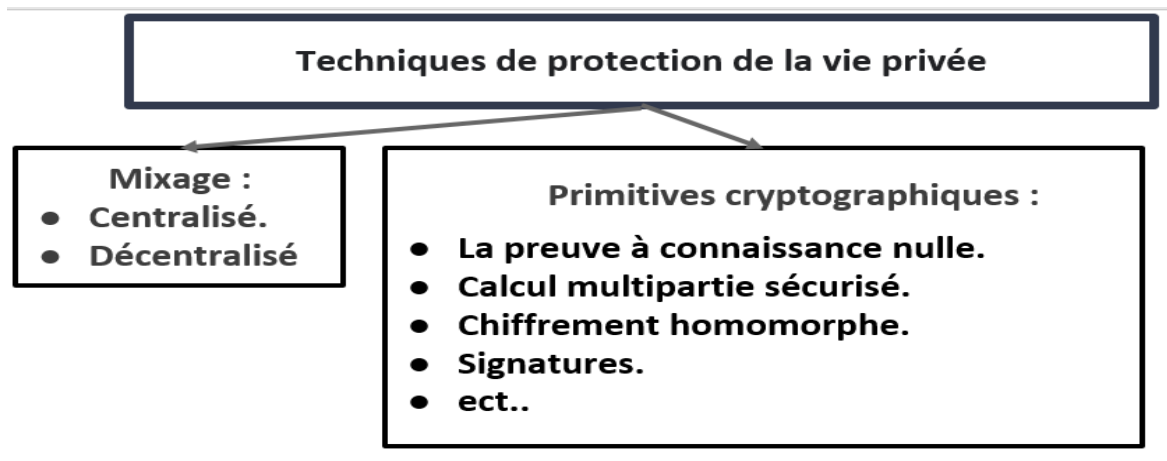 Techniques de protection de la vie privée
Mixage :
● Centralisé.
● Décentralisé
Primitives cryptographiques :
● La preuve à connaissance nulle.
● Calcul multipartie sécurisé.
● Chiffrement homomorphe.
● Signatures.
● ect..